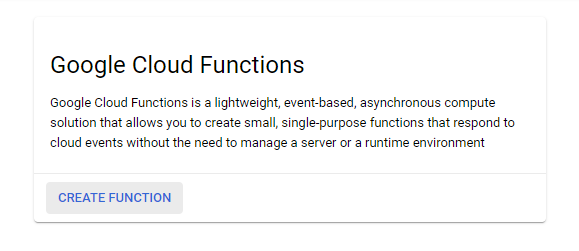 Google Cloud Functions
Google Cloud Functions is a lightweight, event-based, asynchronous compute
solution that allows you to create small, single-purpose functions that respond to
cloud events without the need to manage a server or a runtime environment
CREATE FUNCTION